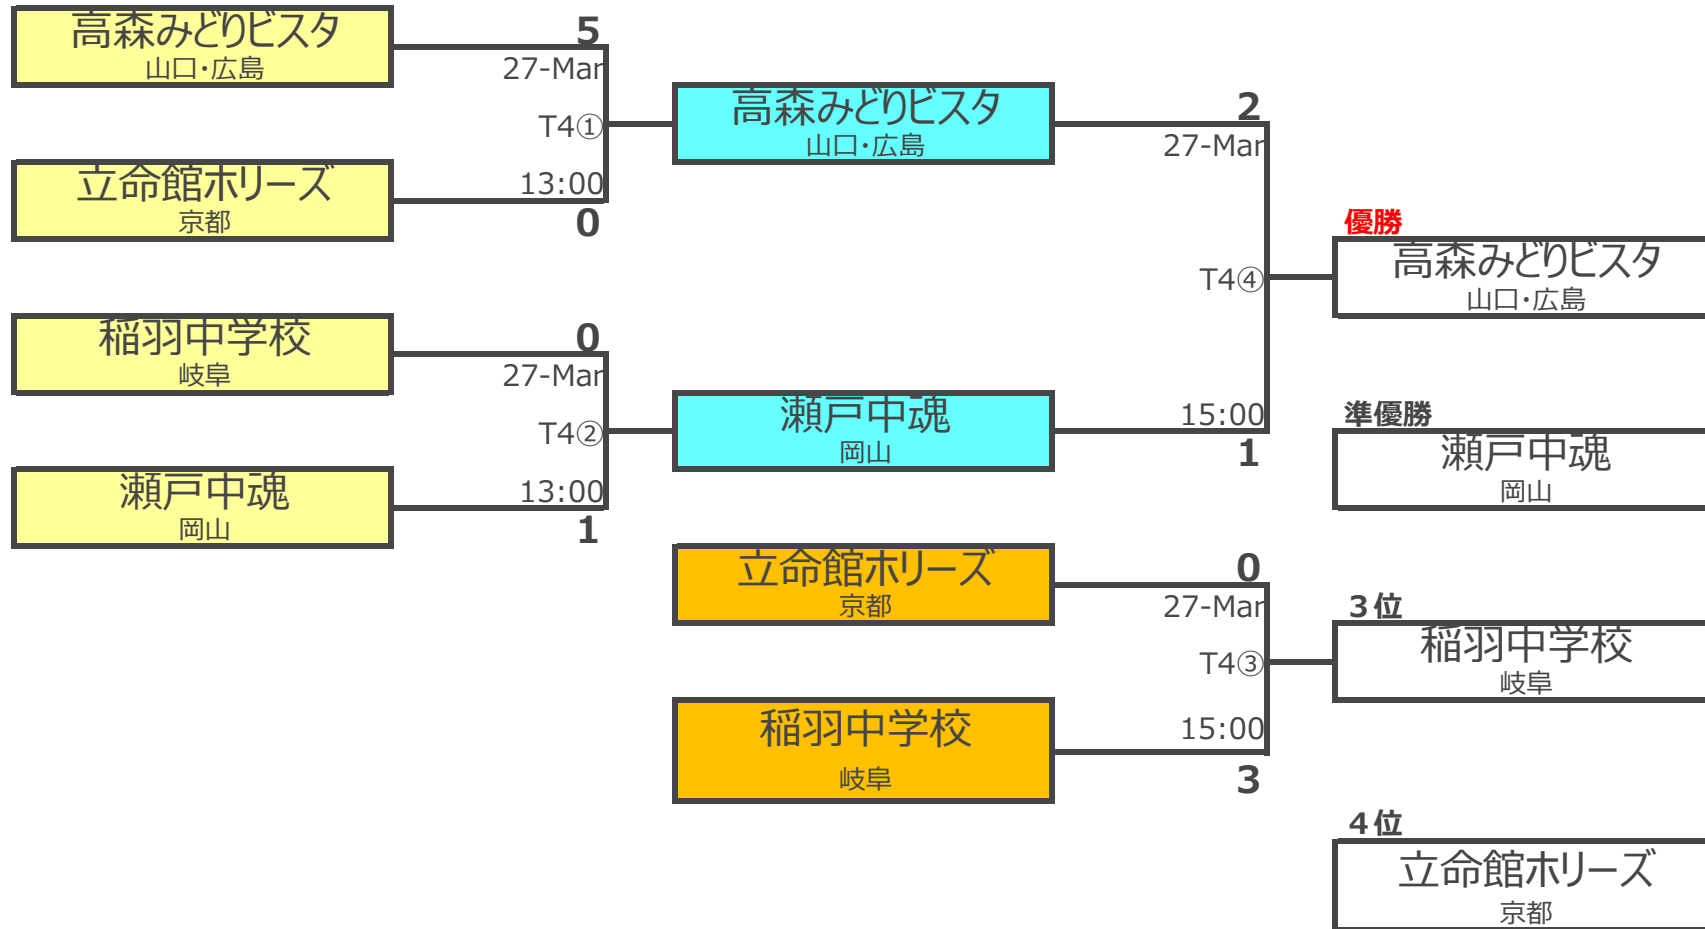 高森みどりビスタ
山口・広島
5
27-Mar
T4①
立命館ホリーズ
京都
13:00
0
稲羽中学校
岐阜
0
27-Mar
T4②
瀬戸中魂
岡山
13:00
1
高森みどりビスタ
山口・広島
2
27-Mar
T4④
瀬戸中魂
岡山
15:00
1
立命館ホリーズ
京都
0
27-Mar
T4③
稲羽中学校
岐阜
15:00
3
優勝
高森みどりビスタ
山口・広島
準優勝
瀬戸中魂
岡山
3位
稲羽中学校
岐阜
4位
立命館ホリーズ
京都